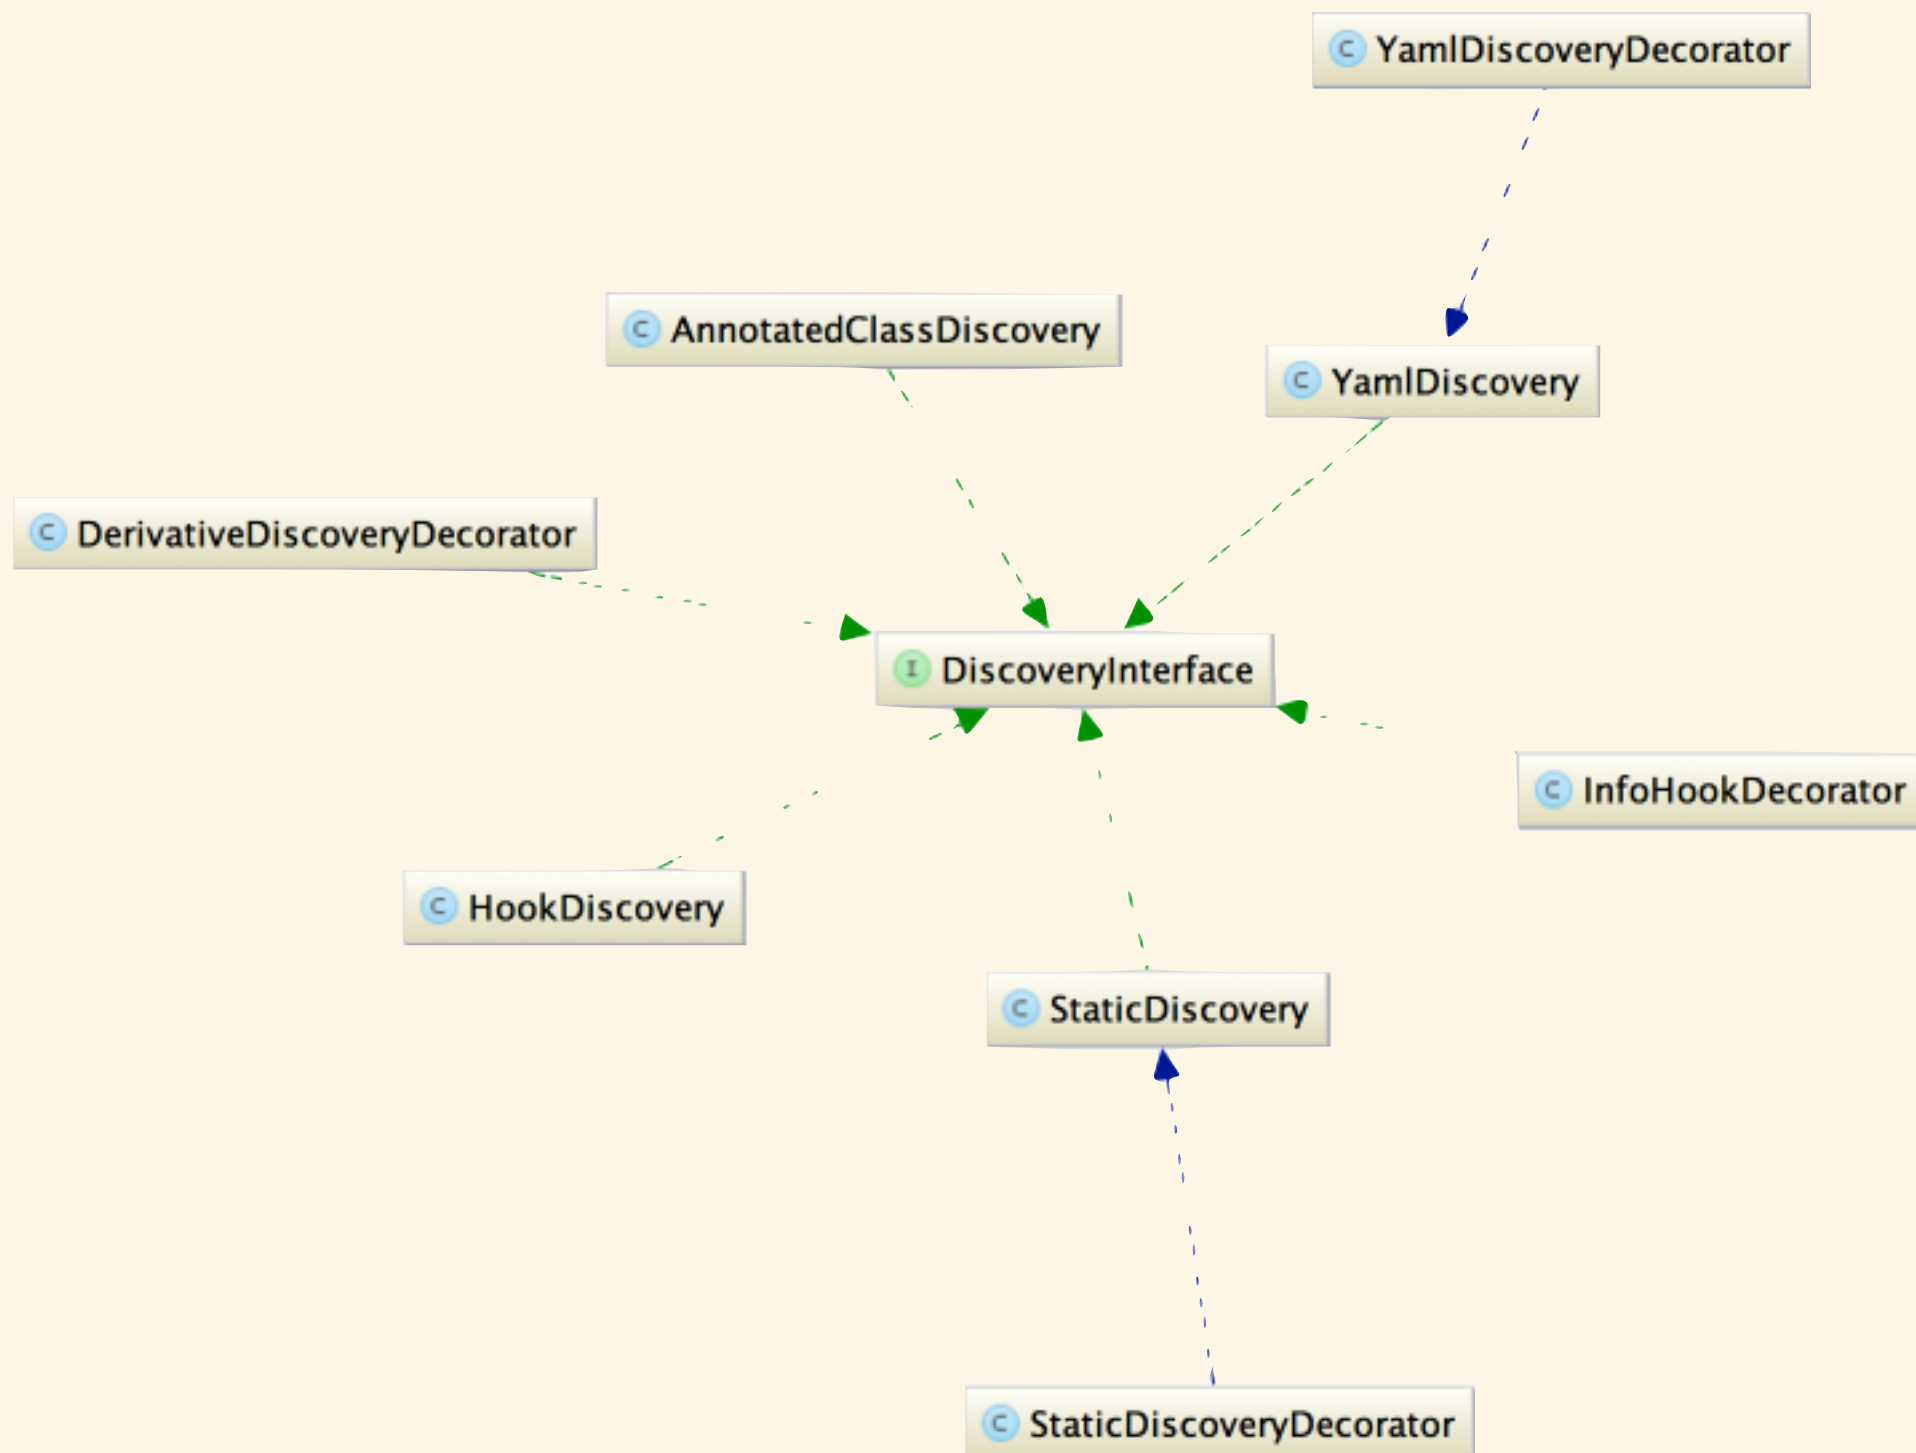 C YamlDiscoveryDecorator
C AnnotatedClassDiscovery
C YamlDiscovery
C DerivativeDiscoveryDecorator
I DiscoveryInterface
C InfoHookDecorator
C HookDiscovery
C StaticDiscovery
C StaticDiscoveryDecorator